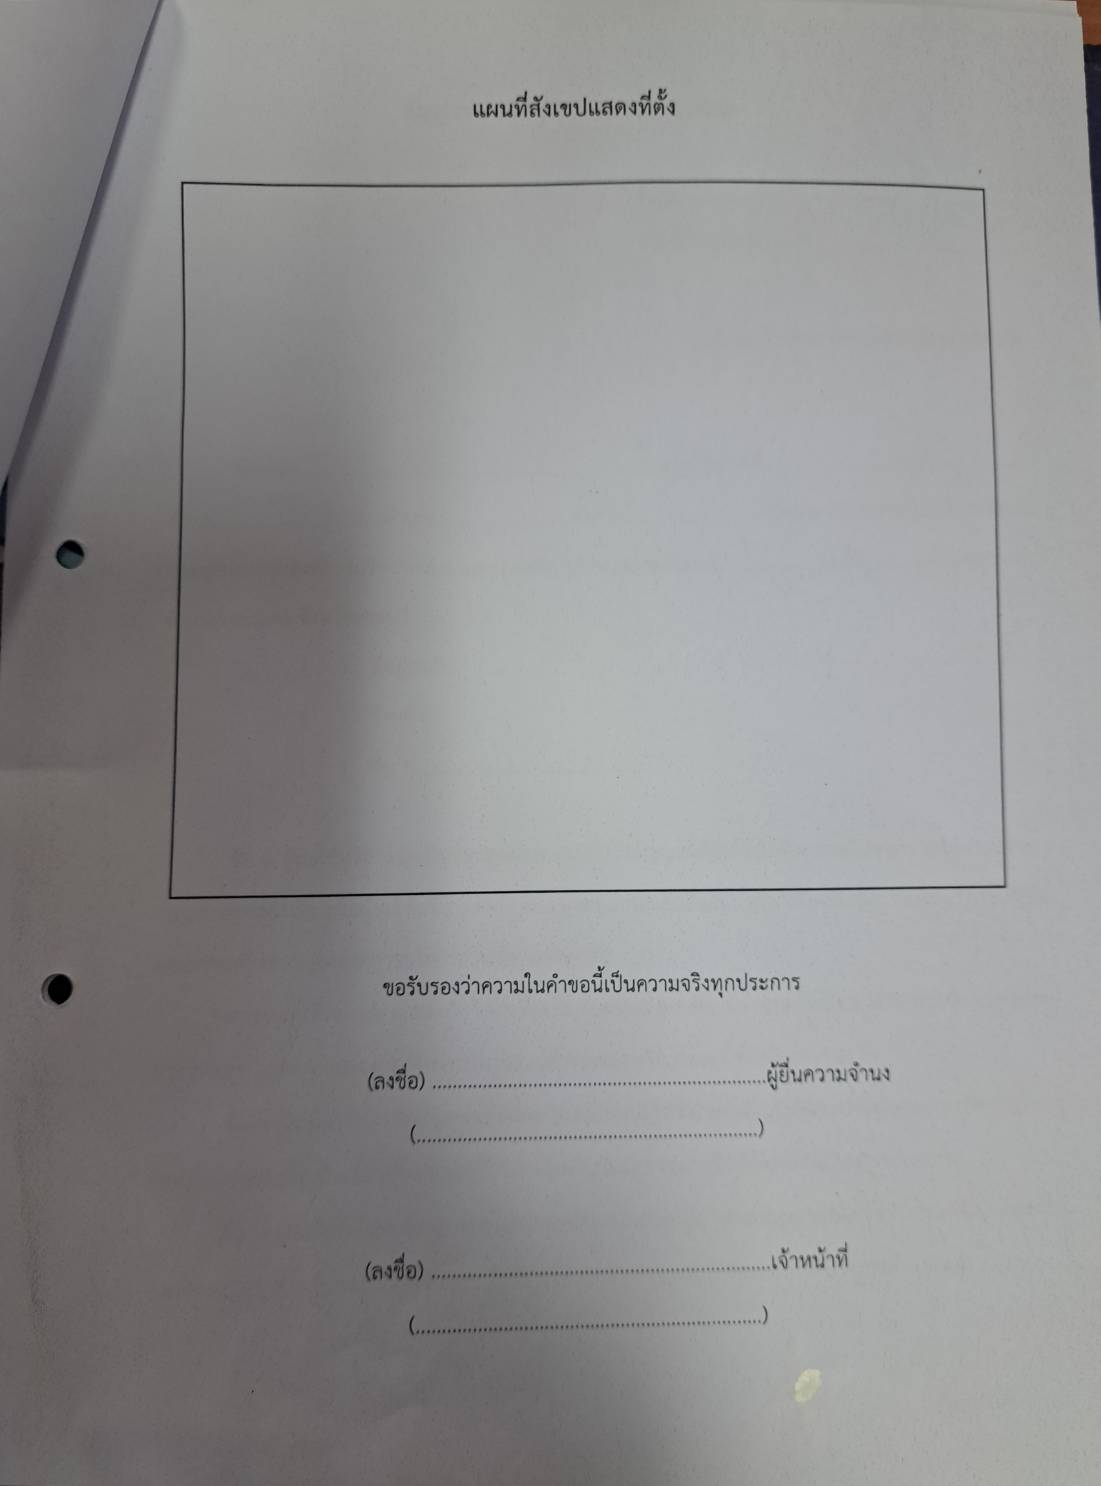 แผนที่สังเขปแสดงที่ตั้ง
ขอรับรองว่าความในคำขอนี้เป็นความจริงทุกประการ
(ลงชื่อ) ................................................................ผู้ยื่นความจำนง
(.................................................................)
(ลงชื่อ) .................................................................เจ้าหน้าที่
(..................................................................)